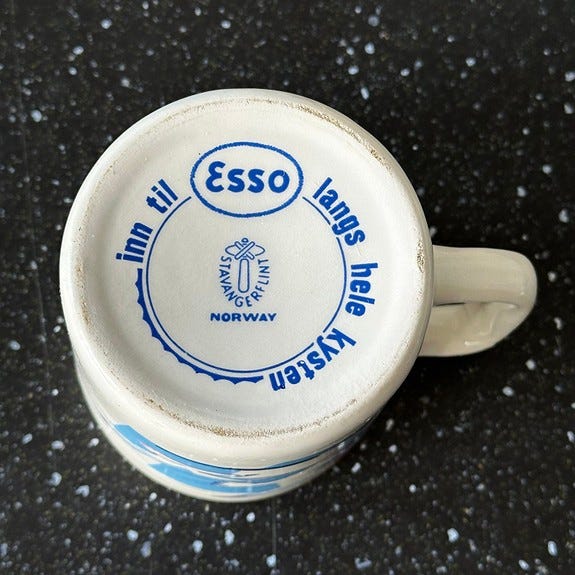 inn til Esso langs hele kysten
STAVANGERFLINT
NORWAY